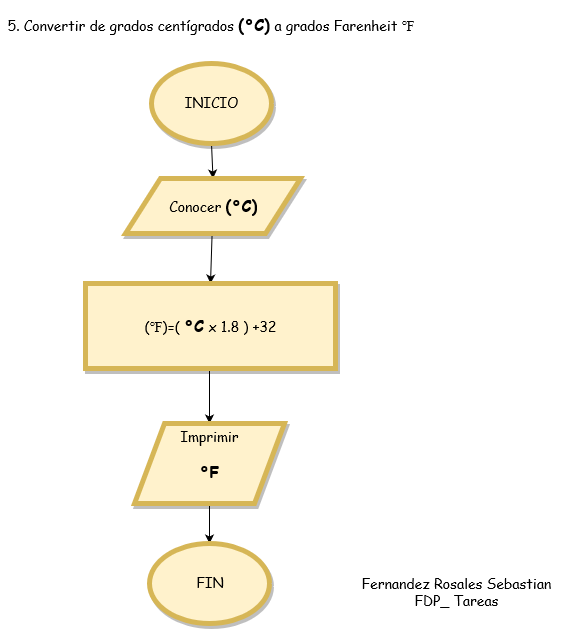 5. Convertir de grados centígrados (°C) a grados Farenheit °F
INICIO
Conocer (°C)
(°F)=( °C x 1.8 ) +32
Imprimir
°F
FIN
Fernandez Rosales Sebastian
FDP_ Tareas